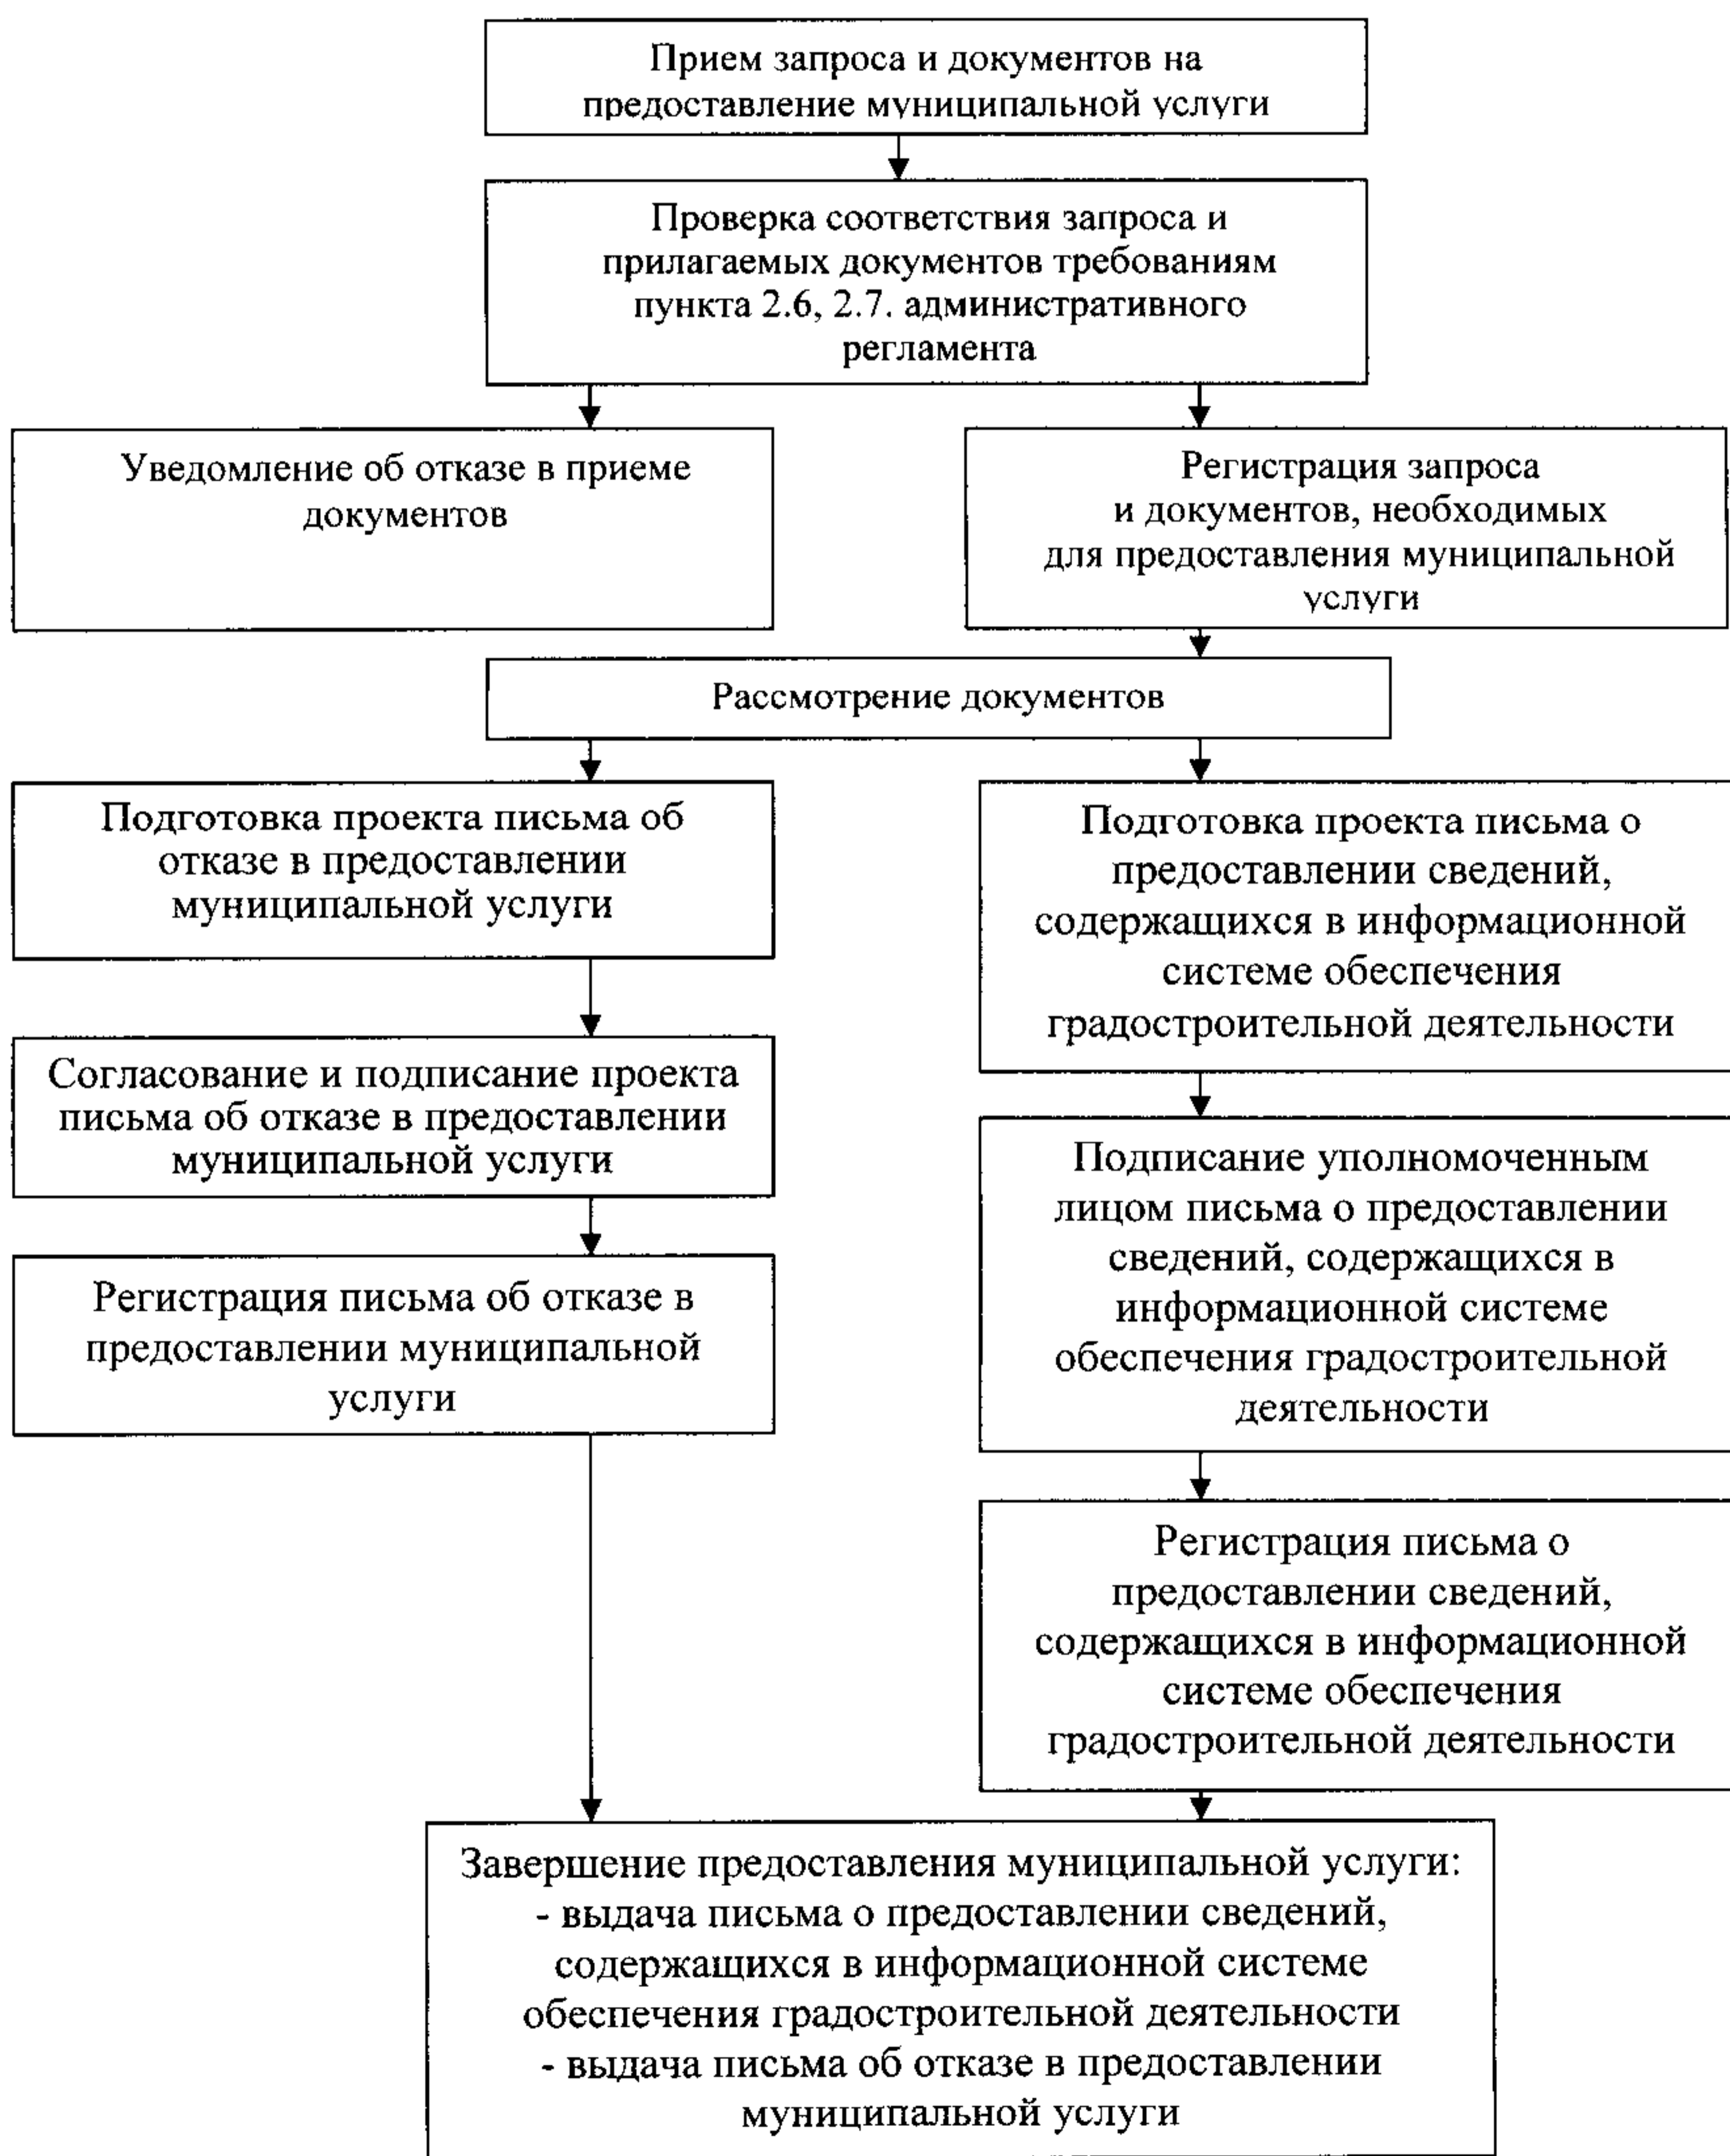 Прием запроса и документов на
предоставление муниципальной услуги
Проверка соответствия запроса и
прилагаемых документов требованиям
пункта 2.6, 2.7. административного
регламента
Уведомление об отказе в приеме
документов
Регистрация запроса
и документов, необходимых
для предоставления муниципальной
услуги
Рассмотрение документов
Подготовка проекта письма об
отказе в предоставлении
муниципальной услуги
Согласование и подписание проекта
письма об отказе в предоставлении
муниципальной услуги
Регистрация письма об отказе в
предоставлении муниципальной
услуги
Подготовка проекта письма о
предоставлении сведений,
содержащихся в информационной
системе обеспечения
градостроительной деятельности
Подписание уполномоченным
лицом письма о предоставлении
сведений, содержащихся в
информационной системе
обеспечения градостроительной
деятельности
Регистрация письма о
предоставлении сведений,
содержащихся в информационной
системе обеспечения
градостроительной деятельности
Завершение предоставления муниципальной услуги:
- выдача письма о предоставлении сведений,
содержащихся в информационной системе
обеспечения градостроительной деятельности
- выдача письма об отказе в предоставлении
муниципальной услуги